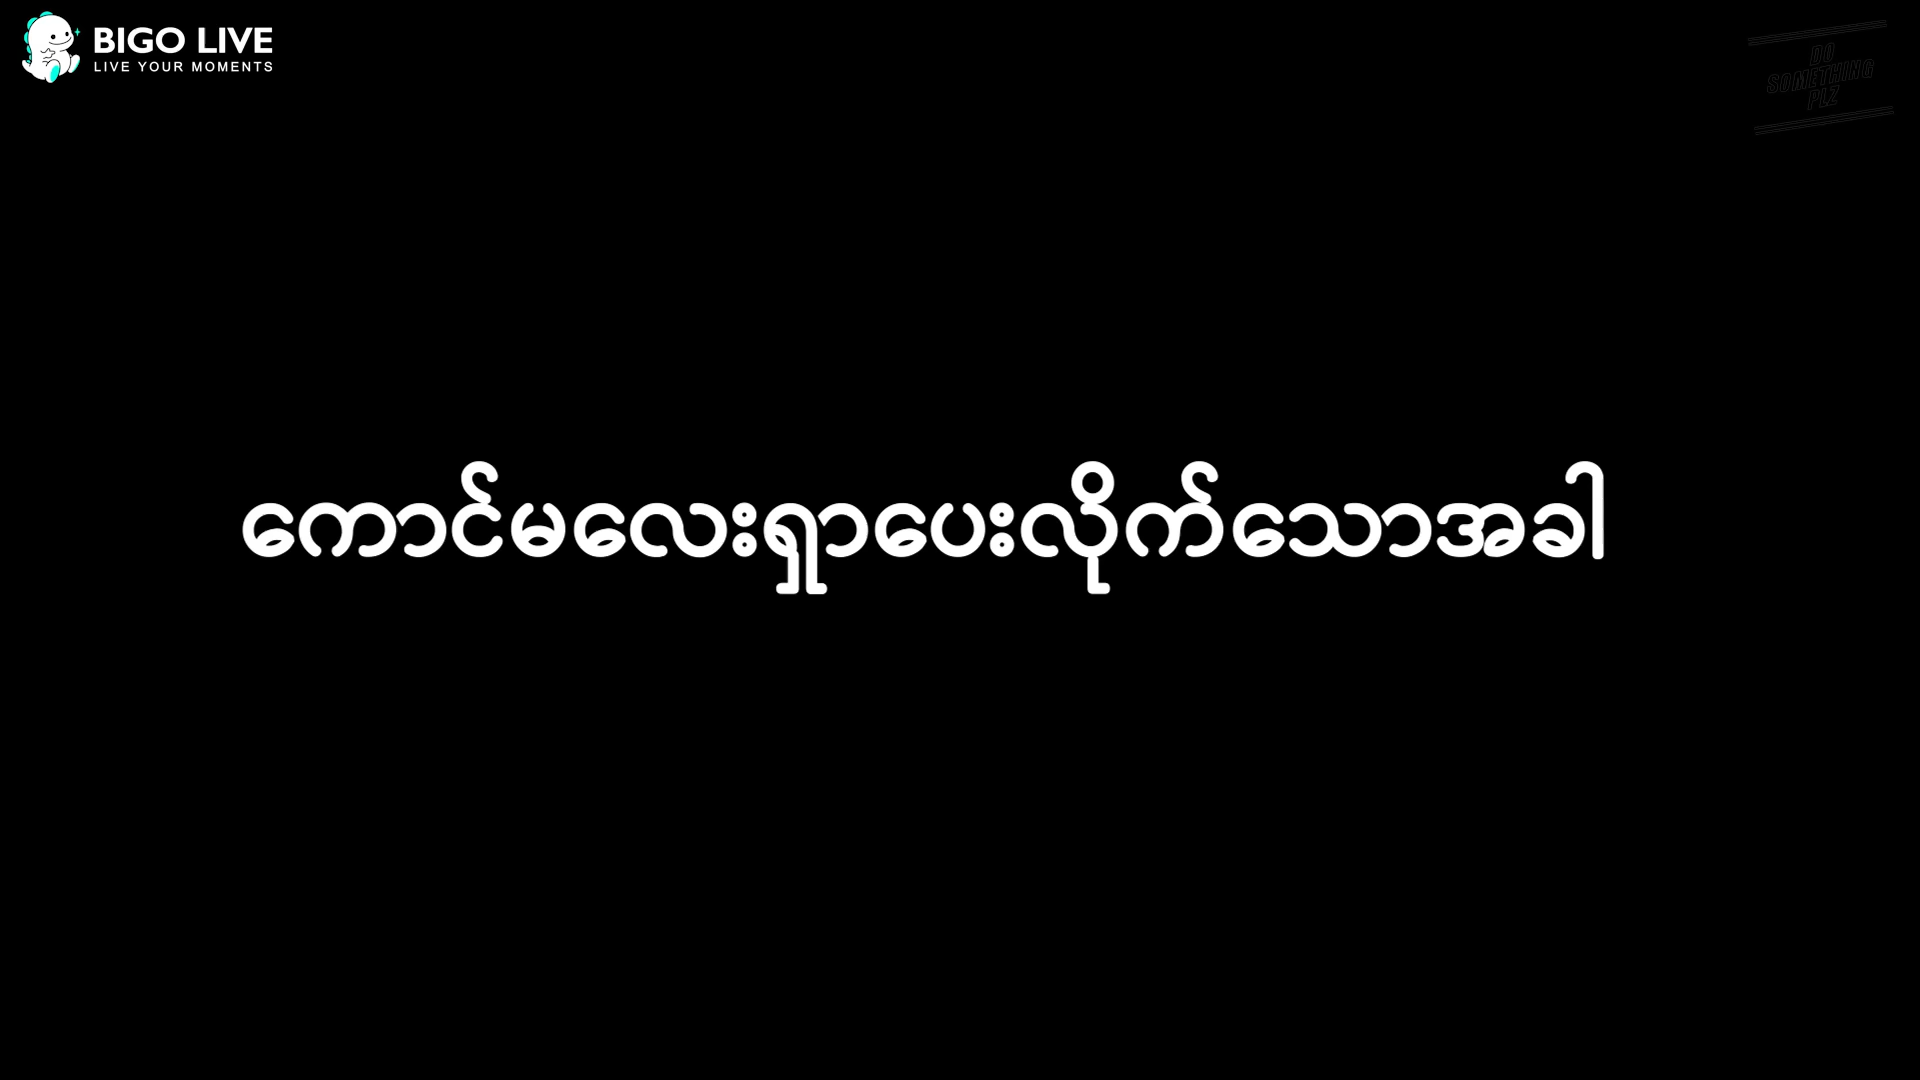 BIGO LIVE
LIVE YOUR MOMENTS
DO
SOMETHING
PLZ
ကောင်မလေးရှာပေးလိုက်သောအခါ